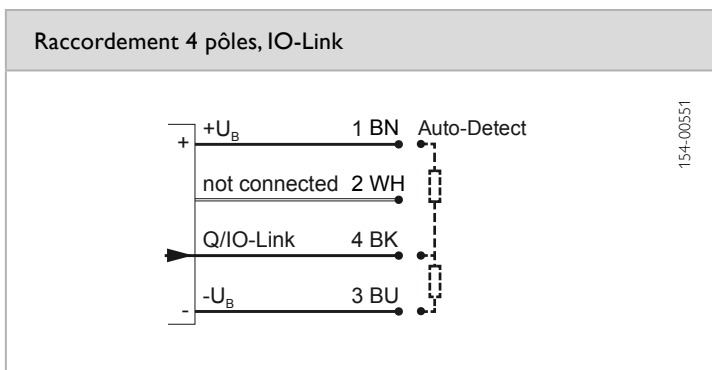 Raccordement 4 pôles, IO-Link
+ +U_B 1 BN Auto-Detect
not connected 2 WH
Q/IO-Link 4 BK
- -U_B 3 BU
154-00551